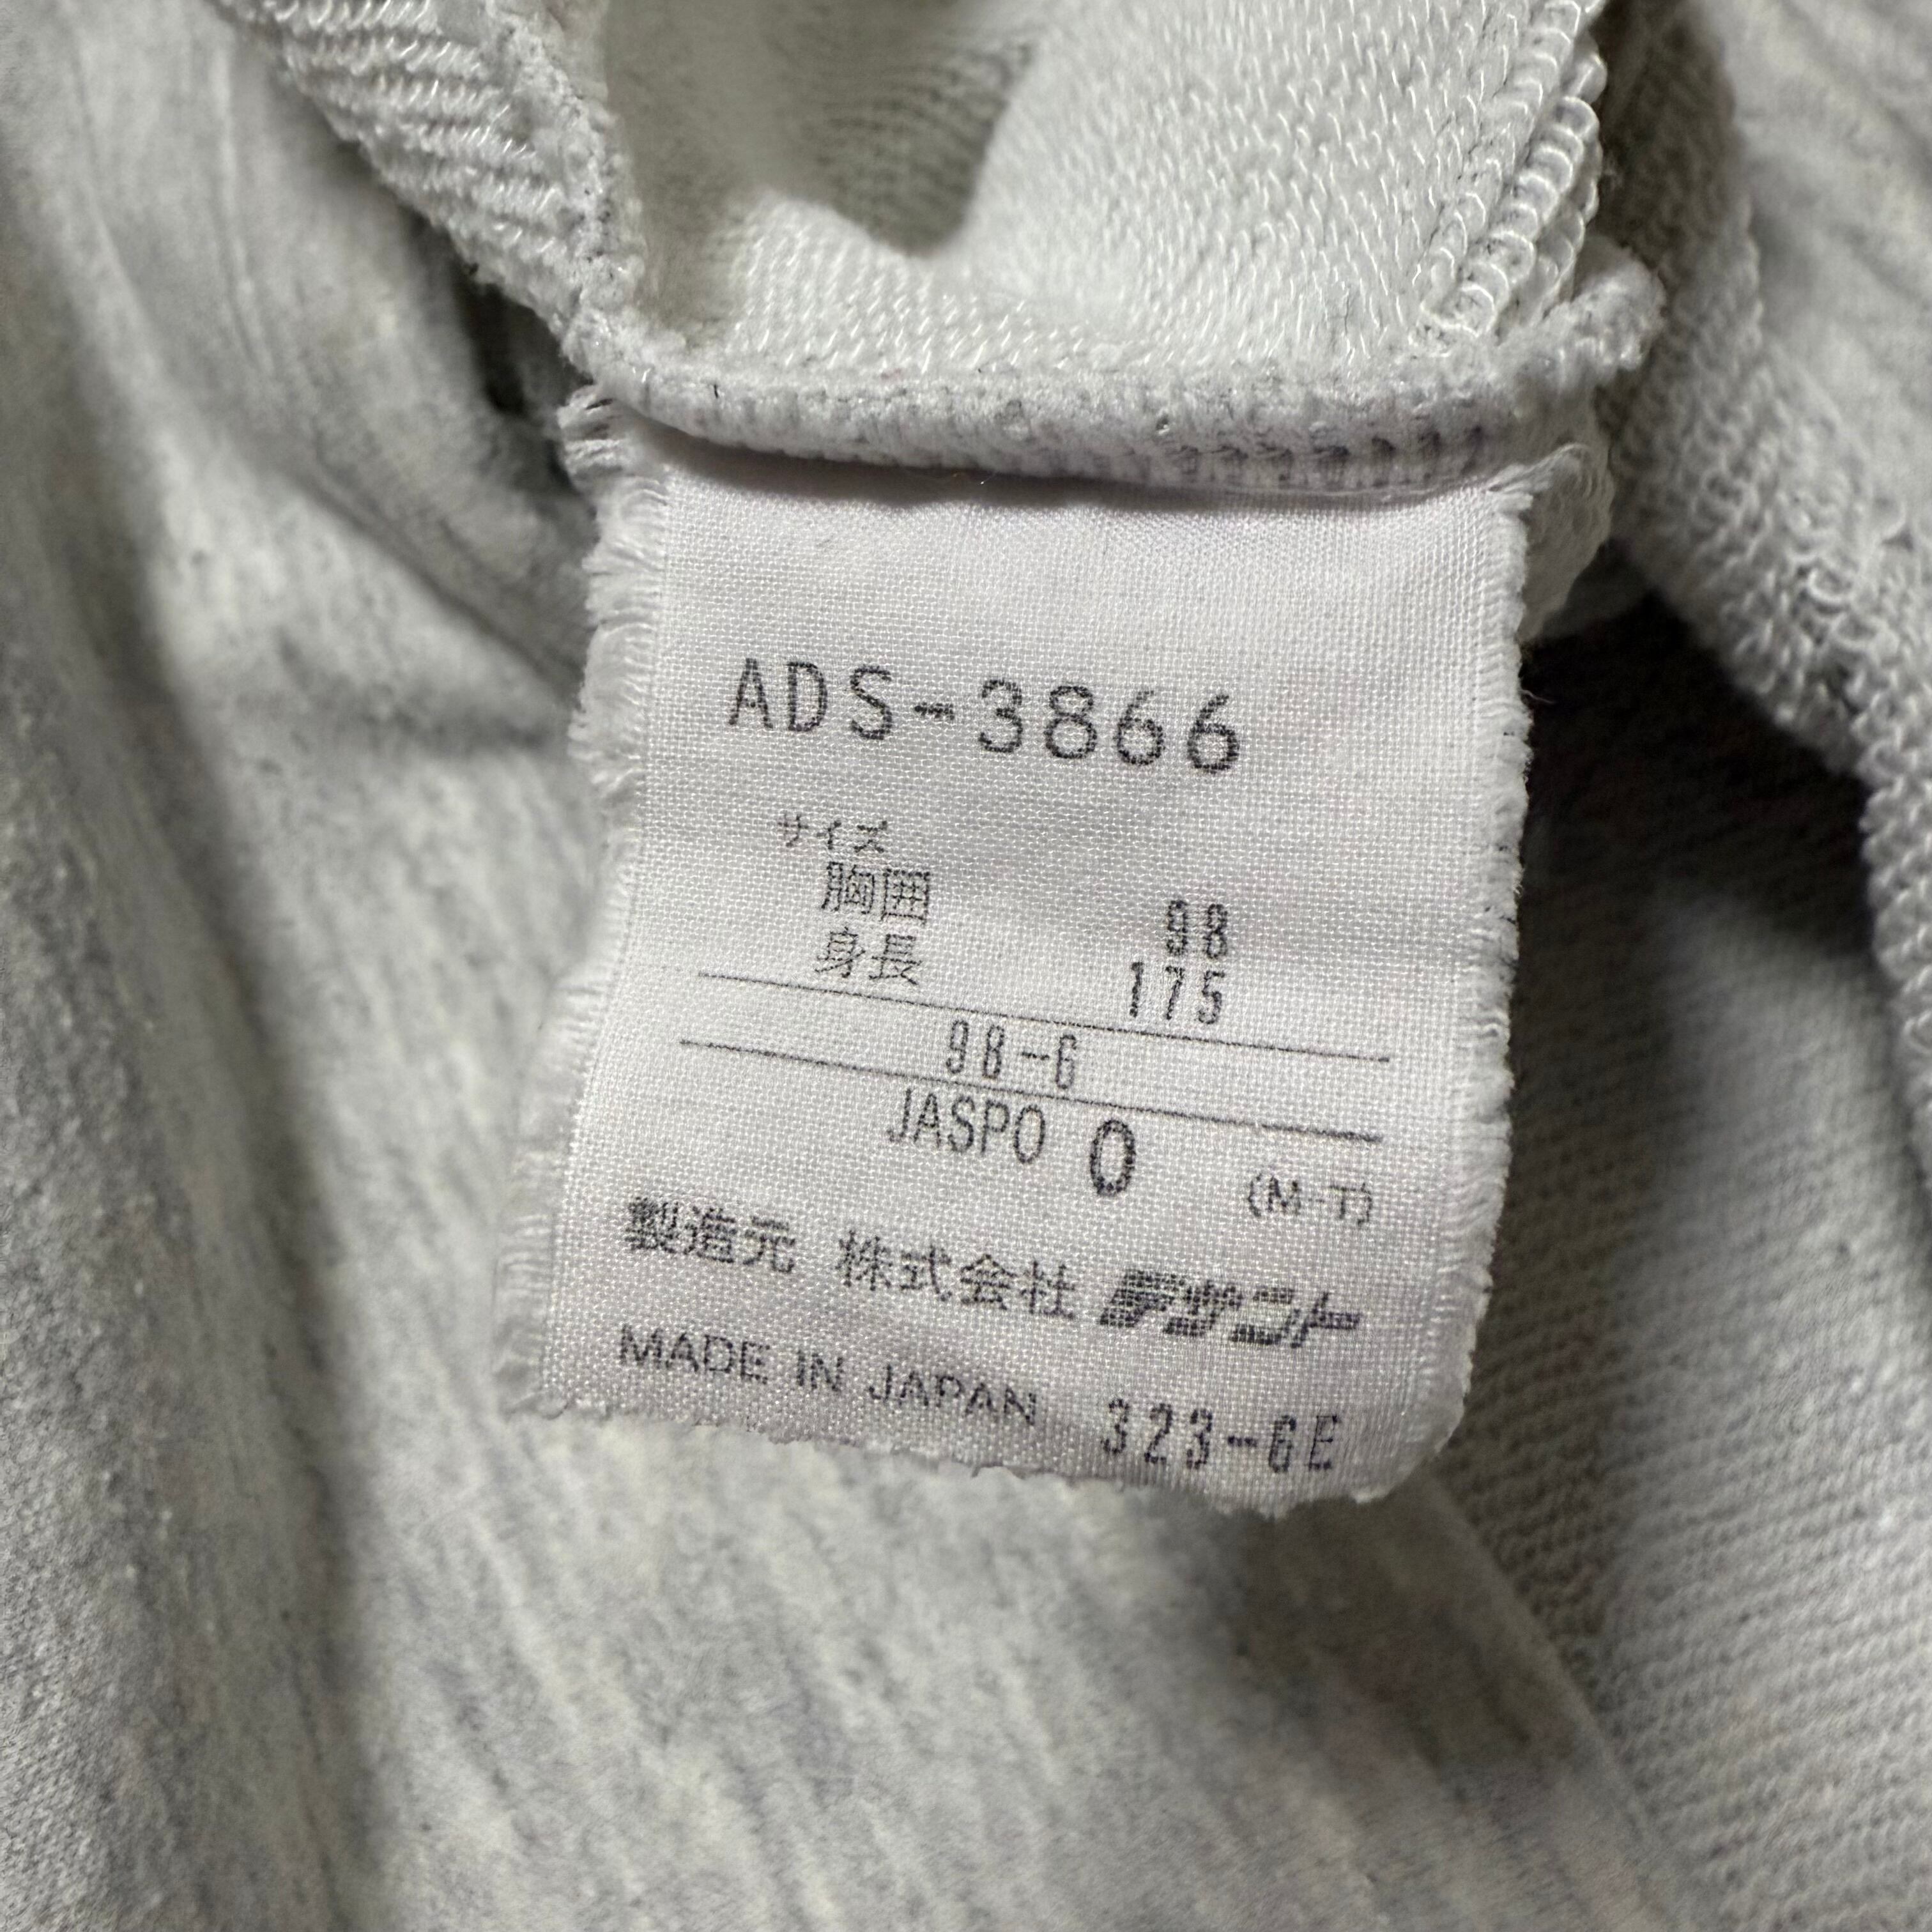 ADS-3866
サイズ
胸囲 98
身長 175
98-6
JASPO O (M-T)
製造元 株式会社デサント
MADE IN JAPAN 323-6E